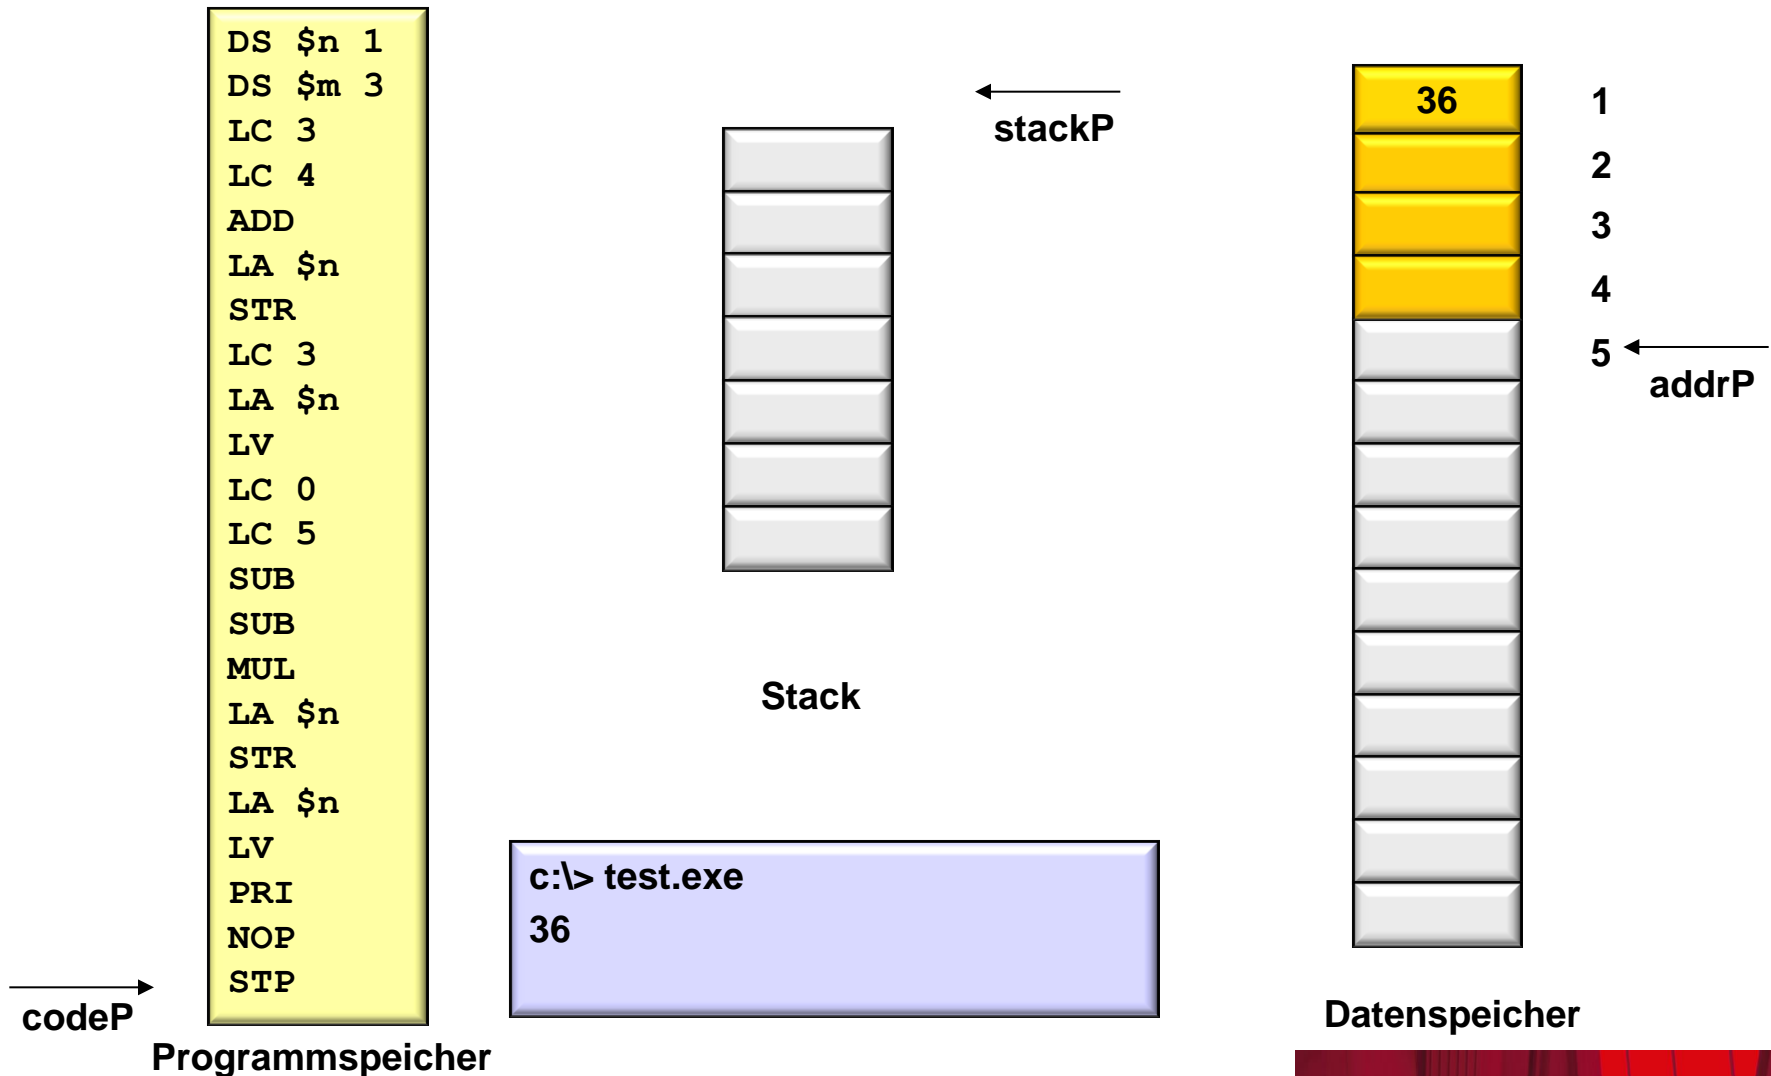 DS $n 1
DS $m 3
LC 3
LC 4
ADD
LA $n
STR
LC 3
LA $n
LV
LC 0
LC 5
SUB
SUB
MUL
LA $n
STR
LA $n
LV
PRI
NOP
STP
codeP
Programmspeicher
stackP
Stack
c:\> test.exe
36
36
1
2
3
4
5
addrP
Datenspeicher